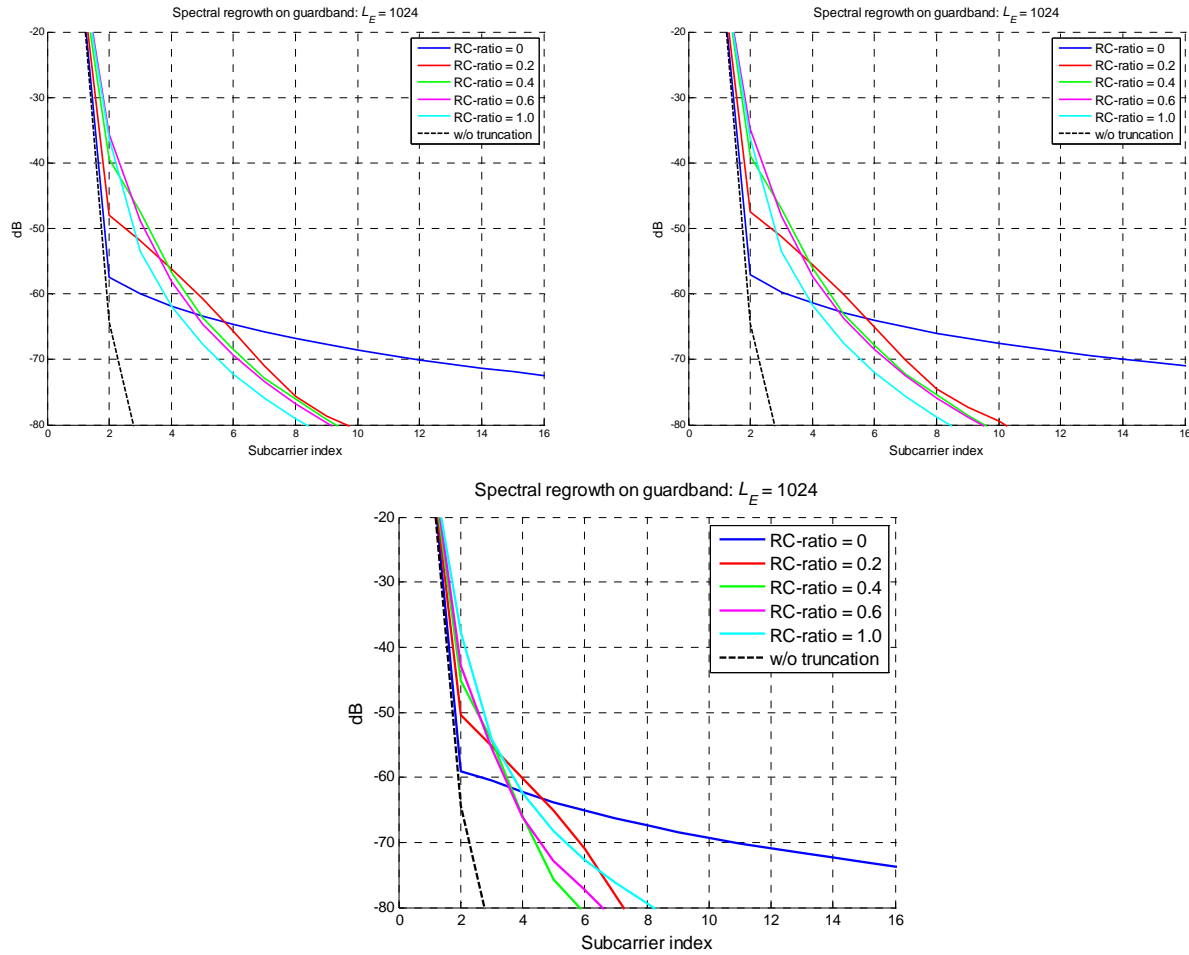 Spectral regrowth on guardband: L_E = 1024
-20
-30
-40
-50
-60
-70
-80
dB
0 2 4 6 8 10 12 14 16
Subcarrier index
RC-ratio = 0
RC-ratio = 0.2
RC-ratio = 0.4
RC-ratio = 0.6
RC-ratio = 1.0
w/o truncation
Spectral regrowth on guardband: L_E = 1024
-20
-30
-40
-50
-60
-70
-80
dB
0 2 4 6 8 10 12 14 16
Subcarrier index
RC-ratio = 0
RC-ratio = 0.2
RC-ratio = 0.4
RC-ratio = 0.6
RC-ratio = 1.0
w/o truncation
Spectral regrowth on guardband: L_E = 1024
-20
-30
-40
-50
-60
-70
-80
dB
0 2 4 6 8 10 12 14 16
Subcarrier index
RC-ratio = 0
RC-ratio = 0.2
RC-ratio = 0.4
RC-ratio = 0.6
RC-ratio = 1.0
w/o truncation